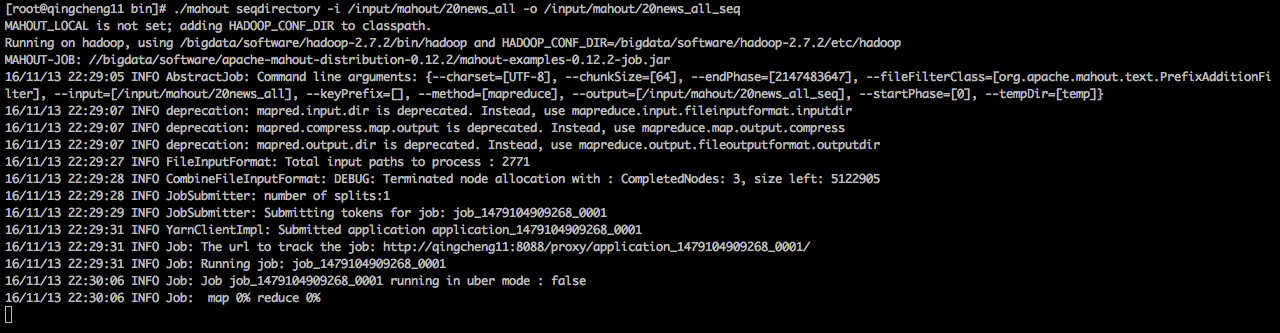 [root@qingcheng11 bin]# ./mahout seqdirectory -i /input/mahout/20news_all -o /input/mahout/20news_all_seq
MAHOUT_LOCAL is not set; adding HADOOP_CONF_DIR to classpath.
Running on hadoop, using /bigdata/software/hadoop-2.7.2/bin/hadoop and HADOOP_CONF_DIR=/bigdata/software/hadoop-2.7.2/etc/hadoop
MAHOUT-JOB: //bigdata/software/apache-mahout-distribution-0.12.2/mahout-examples-0.12.2-job.jar
16/11/13 22:29:05 INFO AbstractJob: Command line arguments: {--charset=[UTF-8], --chunkSize=[64], --endPhase=[2147483647], --fileFilterClass=[org.apache.mahout.text.PrefixAdditionFi
lter], --input=[/input/mahout/20news_all], --keyPrefix=[], --method=[mapreduce], --output=[/input/mahout/20news_all_seq], --startPhase=[0], --tempDir=[temp]}
16/11/13 22:29:07 INFO deprecation: mapred.input.dir is deprecated. Instead, use mapreduce.input.fileinputformat.inputdir
16/11/13 22:29:07 INFO deprecation: mapred.compress.map.output is deprecated. Instead, use mapreduce.map.output.compress
16/11/13 22:29:07 INFO deprecation: mapred.output.dir is deprecated. Instead, use mapreduce.output.fileoutputformat.outputdir
16/11/13 22:29:27 INFO FileInputFormat: Total input paths to process : 2771
16/11/13 22:29:28 INFO CombineFileInputFormat: DEBUG: Terminated node allocation with : CompletedNodes: 3, size left: 5122905
16/11/13 22:29:28 INFO JobSubmitter: number of splits:1
16/11/13 22:29:29 INFO JobSubmitter: Submitting tokens for job: job_1479104909268_0001
16/11/13 22:29:31 INFO YarnClientImpl: Submitted application application_1479104909268_0001
16/11/13 22:29:31 INFO Job: The url to track the job: http://qingcheng11:8088/proxy/application_1479104909268_0001/
16/11/13 22:29:31 INFO Job: Running job: job_1479104909268_0001
16/11/13 22:30:06 INFO Job: Job job_1479104909268_0001 running in uber mode : false
16/11/13 22:30:06 INFO Job:  map 0% reduce 0%